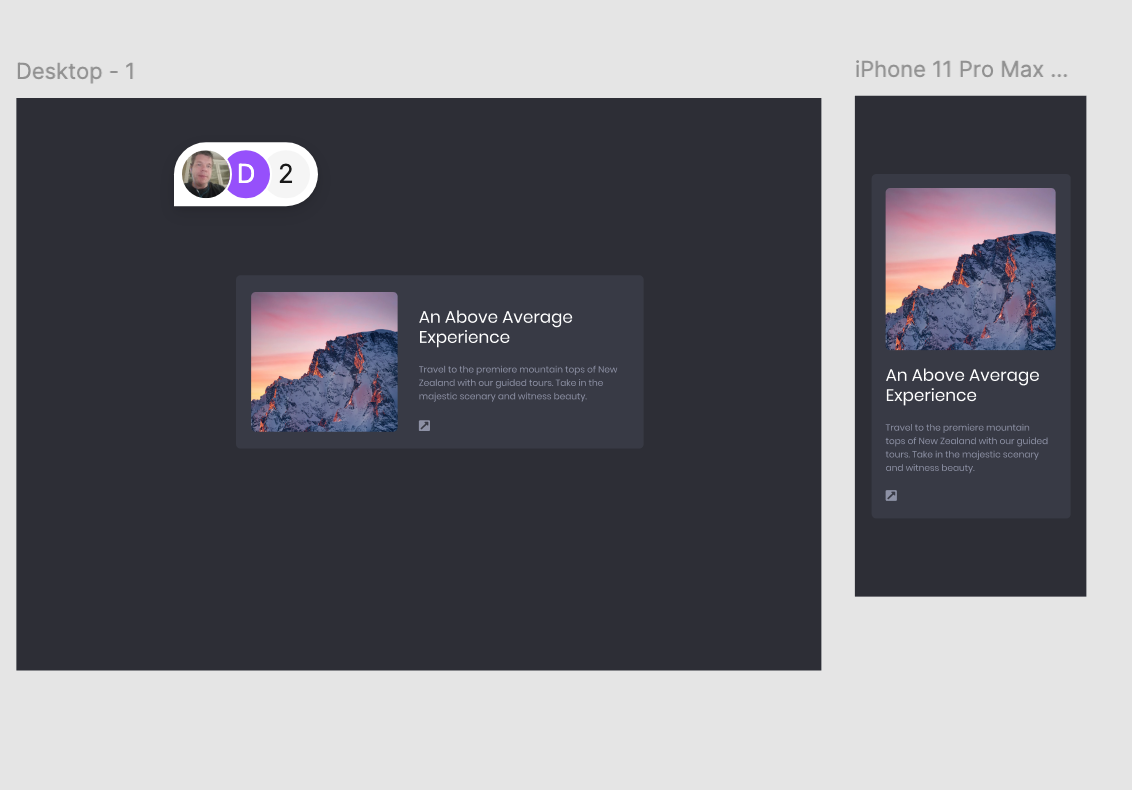 Desktop - 1
D 2
An Above Average
Experience
Travel to the premiere mountain tops of New
Zealand with our guided tours. Take in the
majestic scenary and witness beauty.
iPhone 11 Pro Max ...
An Above Average
Experience
Travel to the premiere mountain
tops of New Zealand with our guided
tours. Take in the majestic scenary
and witness beauty.